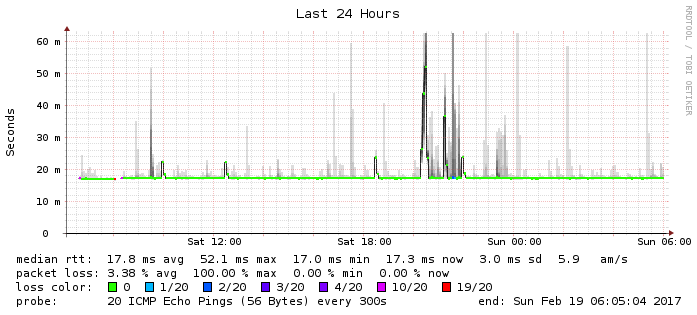 Last 24 Hours
RRDTOOL / TOBI OETIKER
Seconds
60 m
50 m
40 m
30 m
20 m
10 m
0
Sat 12:00 Sat 18:00 Sun 00:00 Sun 06:00
median rtt: 17.8 ms avg 52.1 ms max 17.0 ms min 17.3 ms now 3.0 ms sd 5.9 am/s
packet loss: 3.38 % avg 100.00 % max 0.00 % min 0.00 % now
loss color: 0 1/20 2/20 3/20 4/20 10/20 19/20
probe: 20 ICMP Echo Pings (56 Bytes) every 300s end: Sun Feb 19 06:05:04 2017